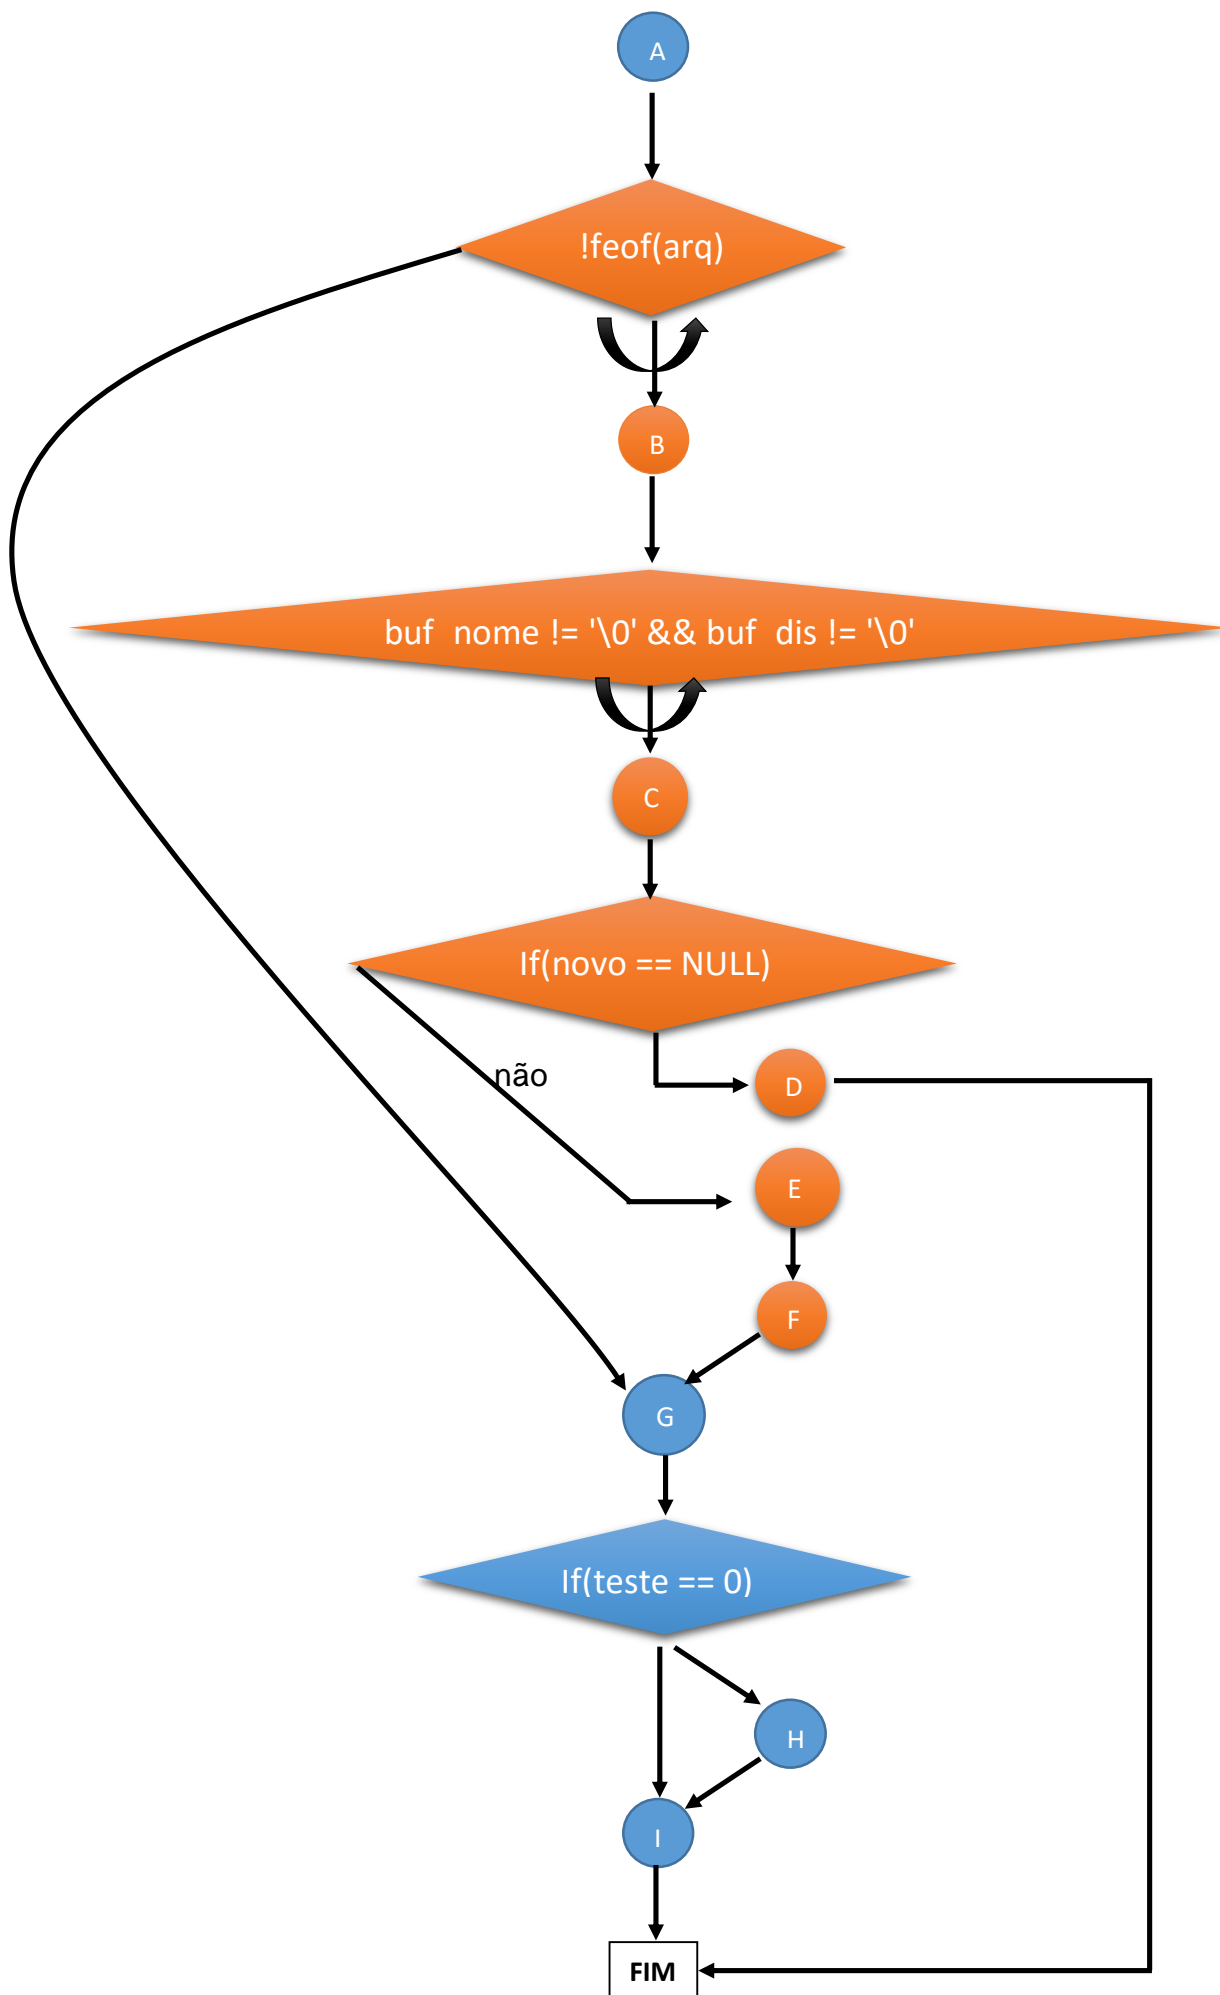 A
!feof(arq)
B
buf  nome != '\0' && buf  dis != '\0'
C
If(novo == NULL)
não
D
E
F
G
If(teste == 0)
H
I
FIM